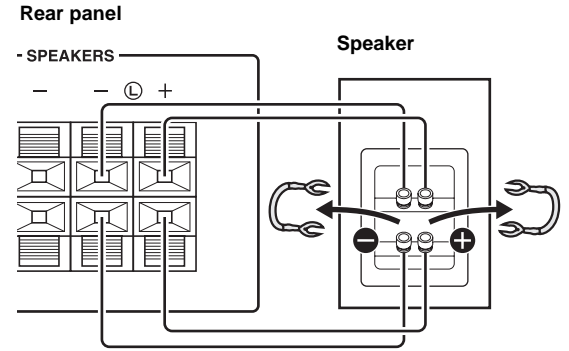 Rear panel
Speaker
SPEAKERS
– – Ⓛ +
– +